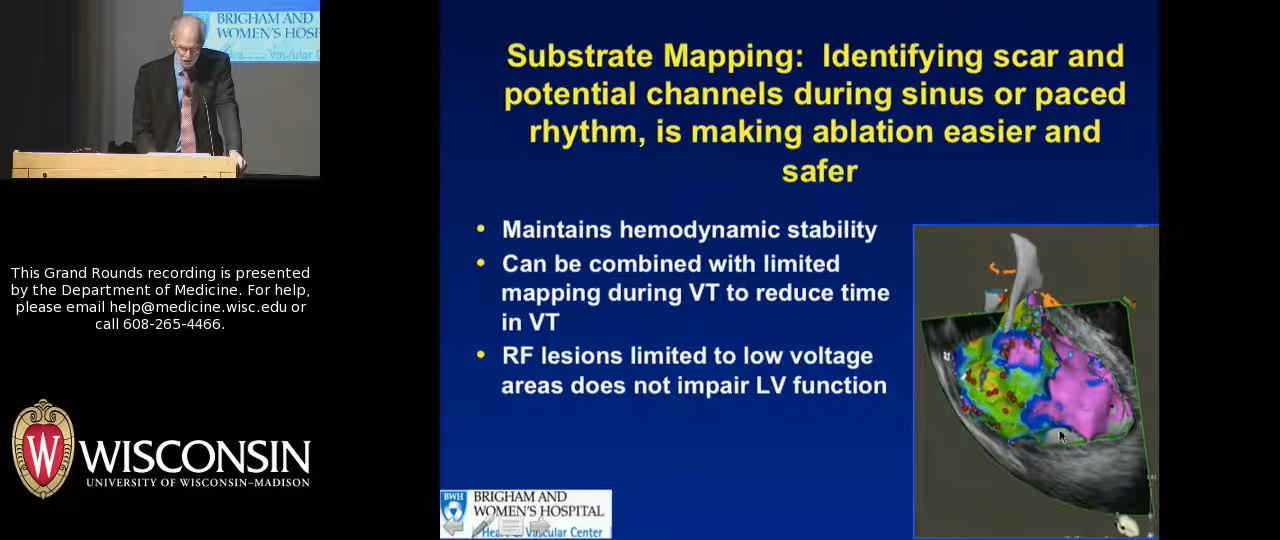 BRIGHAM AND
WOMEN'S HOSP
Vascular C
This Grand Rounds recording is presented
by the Department of Medicine. For help,
please email help@medicine.wisc.edu or
call 608-265-4466.
W
WISCONSIN
UNIVERSITY OF WISCONSIN–MADISON
Substrate Mapping: Identifying scar and
potential channels during sinus or paced
rhythm, is making ablation easier and
safer
• Maintains hemodynamic stability
• Can be combined with limited
mapping during VT to reduce time
in VT
• RF lesions limited to low voltage
areas does not impair LV function
BWH
BRIGHAM AND
WOMEN'S HOSPITAL
Heart & Vascular Center